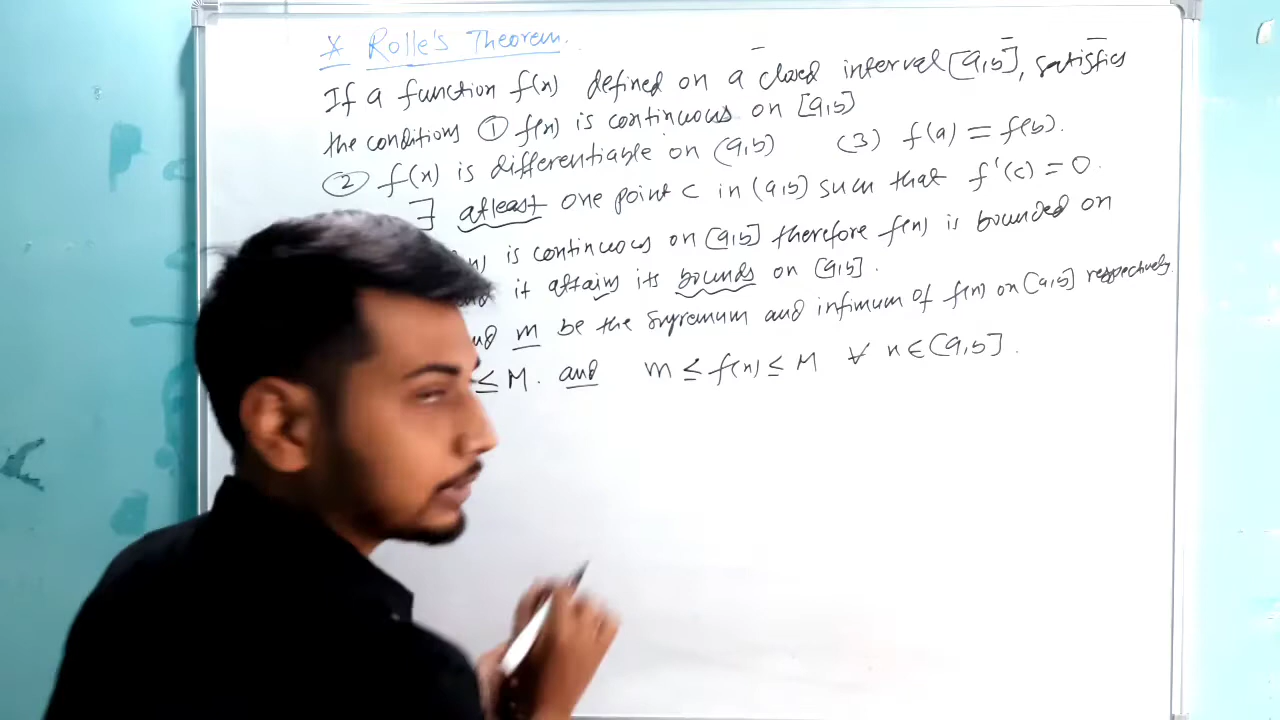 * Rolle's Theorem.
If a function f(x) defined on a closed interval [a,b], satisfies
the conditions ① f(x) is continuous on [a,b]
② f(x) is differentiable on (a,b) (3) f(a) = f(b).
∃ atleast one point c in (a,b) such that f'(c) = 0.
is continuous on [a,b] therefore f(x) is bounded on
it attains its bounds on [a,b].
m be the supremum and infimum of f(x) on [a,b] respectively.
≤ M. and m ≤ f(x) ≤ M ∀ x ∈ [a,b].